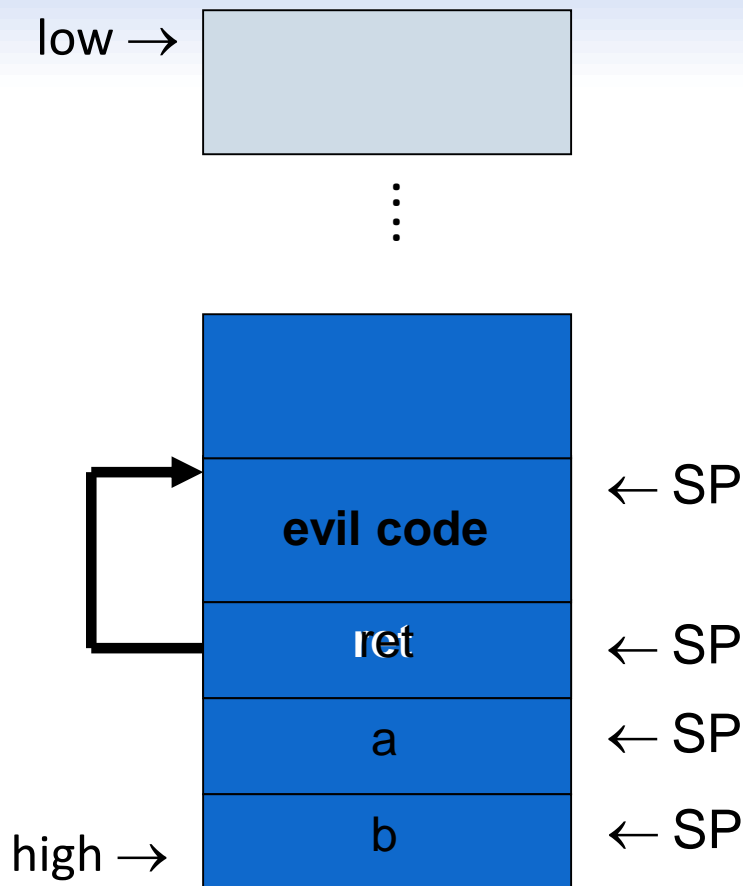 low →
⋮
evil code
← SP
ret
← SP
a
← SP
b
← SP
high →